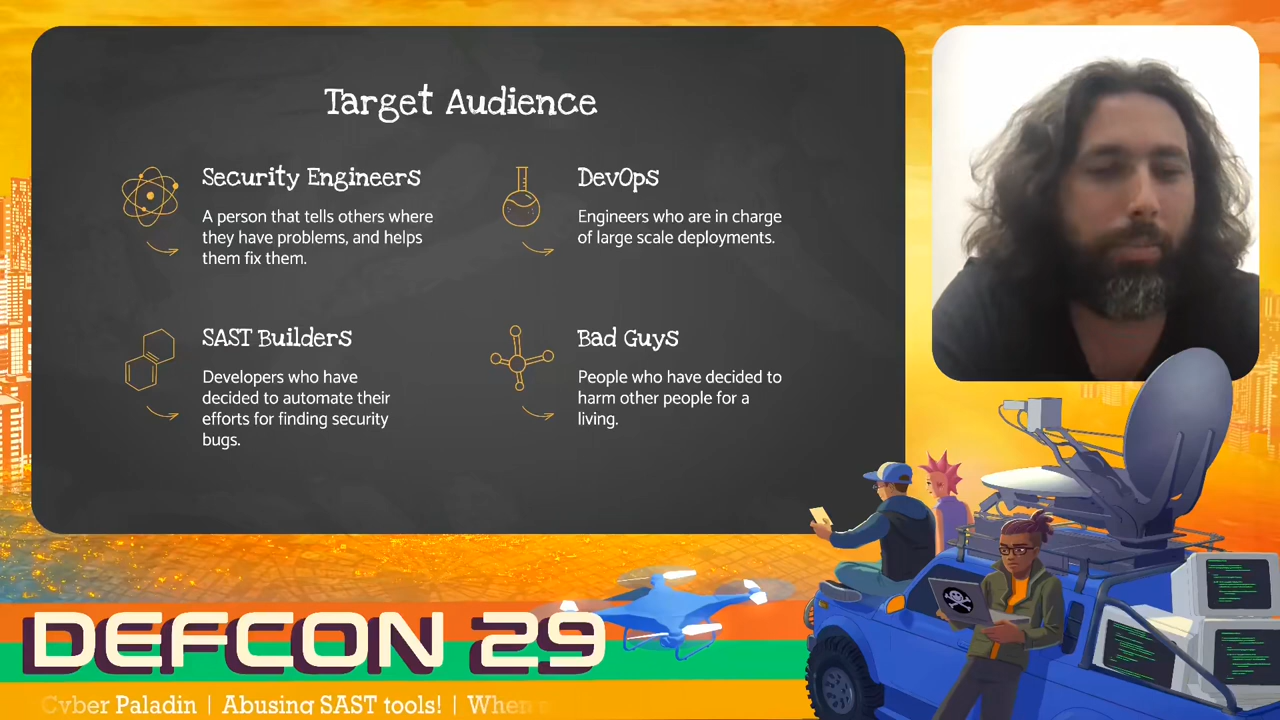 Target Audience
Security Engineers
A person that tells others where
they have problems, and helps
them fix them.
DevOps
Engineers who are in charge
of large scale deployments.
SAST Builders
Developers who have
decided to automate their
efforts for finding security
bugs.
Bad Guys
People who have decided to
harm other people for a
living.
DEFCON 29
Cyber Paladin | Abusing SAST tools! | When